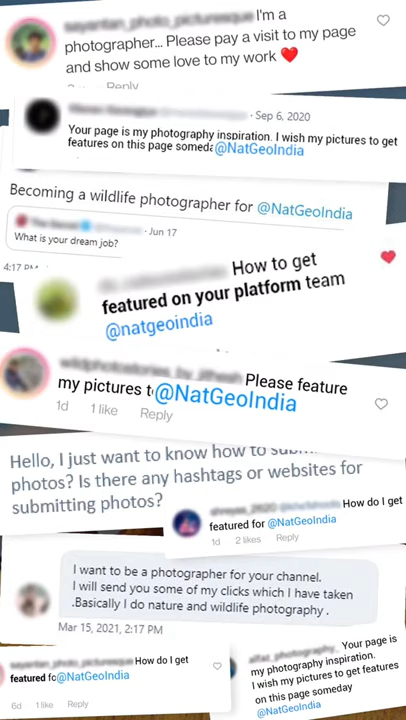 I'm a
photographer... Please pay a visit to my page
and show some love to my work ❤️
Reply
· Sep 6, 2020
Your page is my photography inspiration. I wish my pictures to get
features on this page someda @NatGeoIndia
Becoming a wildlife photographer for @NatGeoIndia
· Jun 17
What is your dream job?
4:17 PM
How to get
featured on your platform team
@natgeoindia
Please feature
my pictures t @NatGeoIndia
1d 1 like Reply
Hello, I just want to know how to
photos? Is there any hashtags or websites for
submitting photos?
How do I get
featured for @NatGeoIndia
1d 2 likes Reply
I want to be a photographer for your channel.
I will send you some of my clicks which I have taken
.Basically I do nature and wildlife photography .
Mar 15, 2021, 2:17 PM
How do I get
featured fo @NatGeoIndia
6d 1 like Reply
Your page is
my photography inspiration.
I wish my pictures to get features
on this page someday
@NatGeoIndia